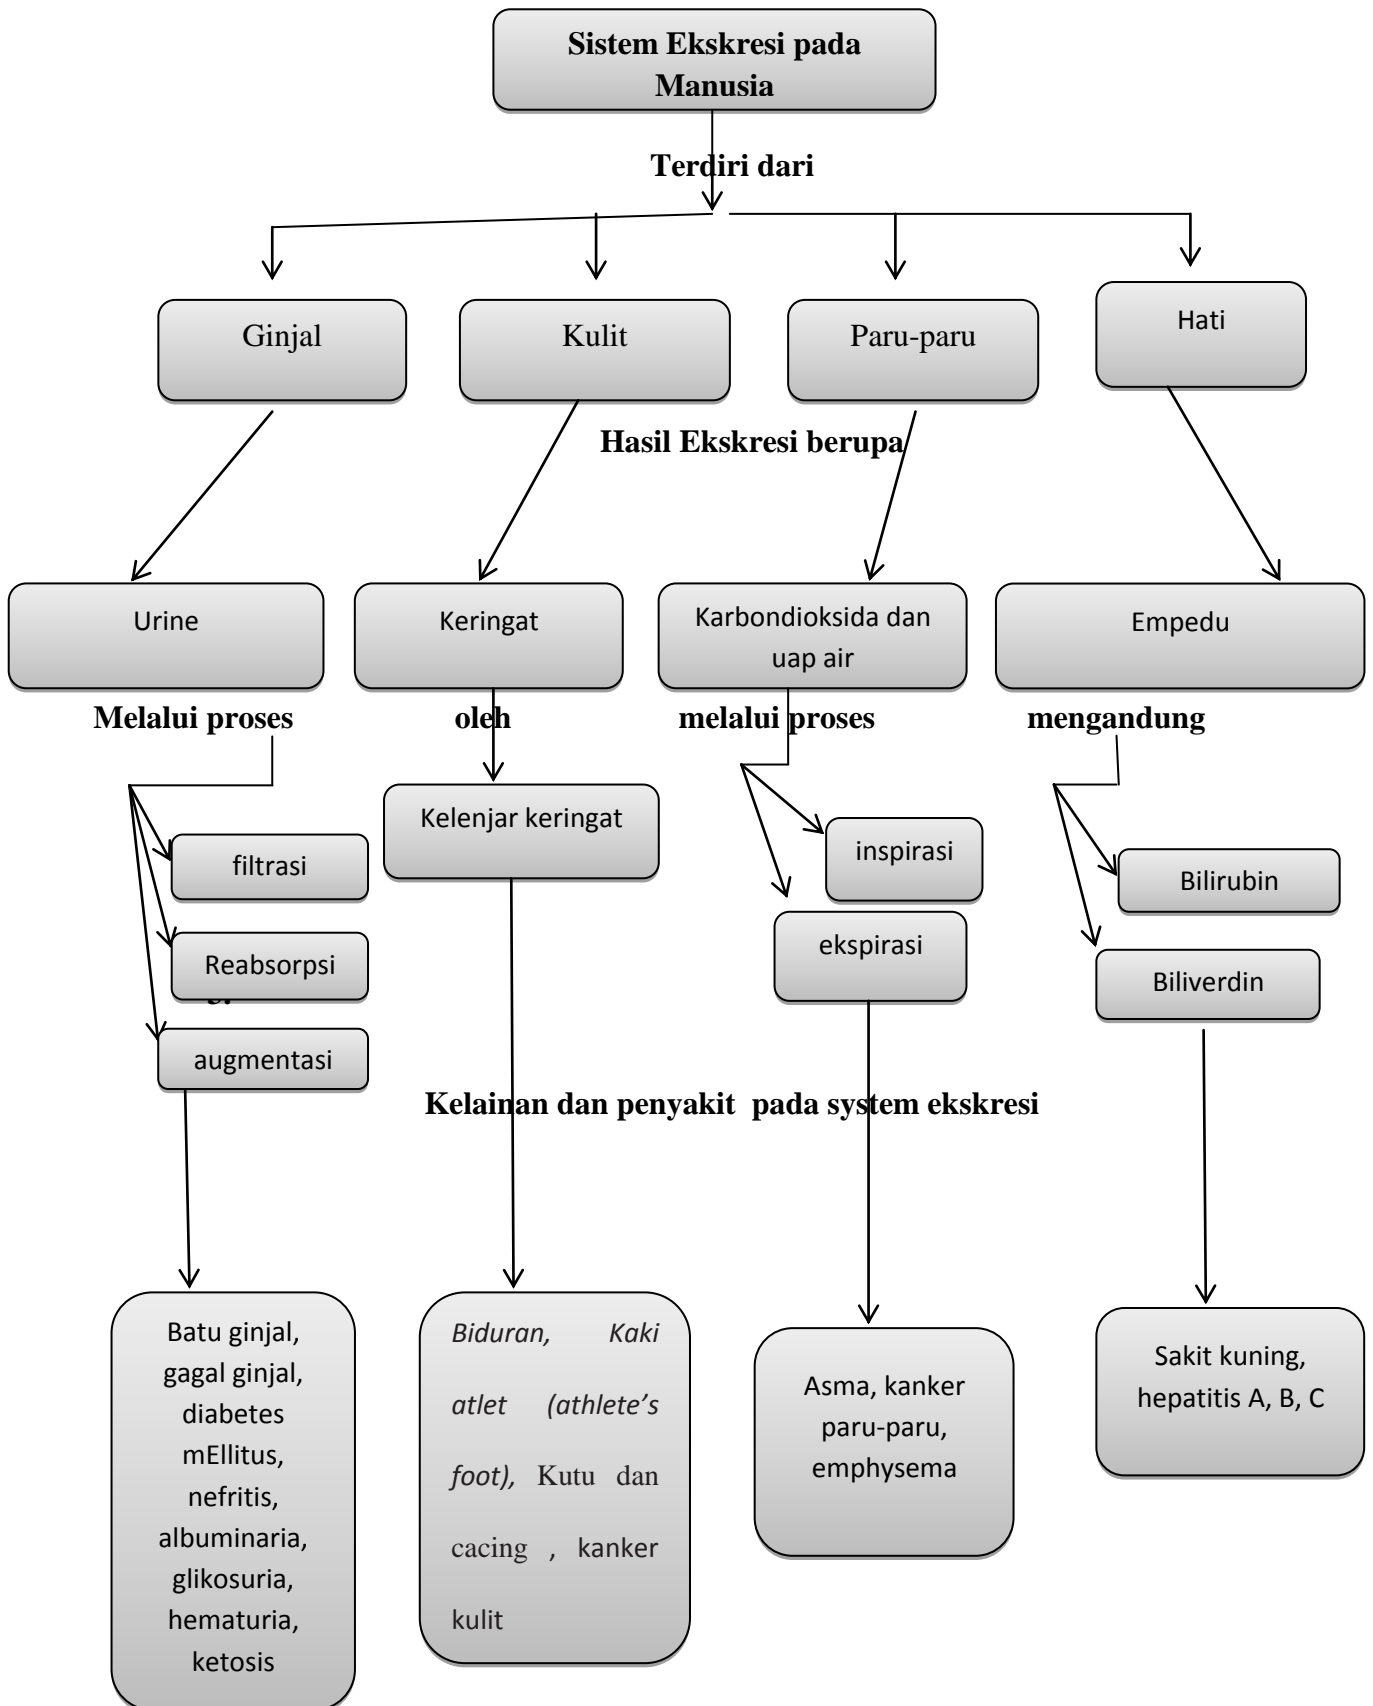 Sistem Ekskresi pada
Manusia
Terdiri dari
Ginjal
Kulit
Paru-paru
Hati
Hasil Ekskresi berupa
Urine
Keringat
Karbondioksida dan
uap air
Empedu
Melalui proses
oleh
melalui proses
mengandung
filtrasi
Reabsorpsi
augmentasi
Kelenjar keringat
inspirasi
ekspirasi
Bilirubin
Biliverdin
Kelainan dan penyakit pada system ekskresi
Batu ginjal,
gagal ginjal,
diabetes
mEllitus,
nefritis,
albuminaria,
glikosuria,
hematuria,
ketosis
Biduran, Kaki
atlet (athlete’s
foot), Kutu dan
cacing , kanker
kulit
Asma, kanker
paru-paru,
emphysema
Sakit kuning,
hepatitis A, B, C